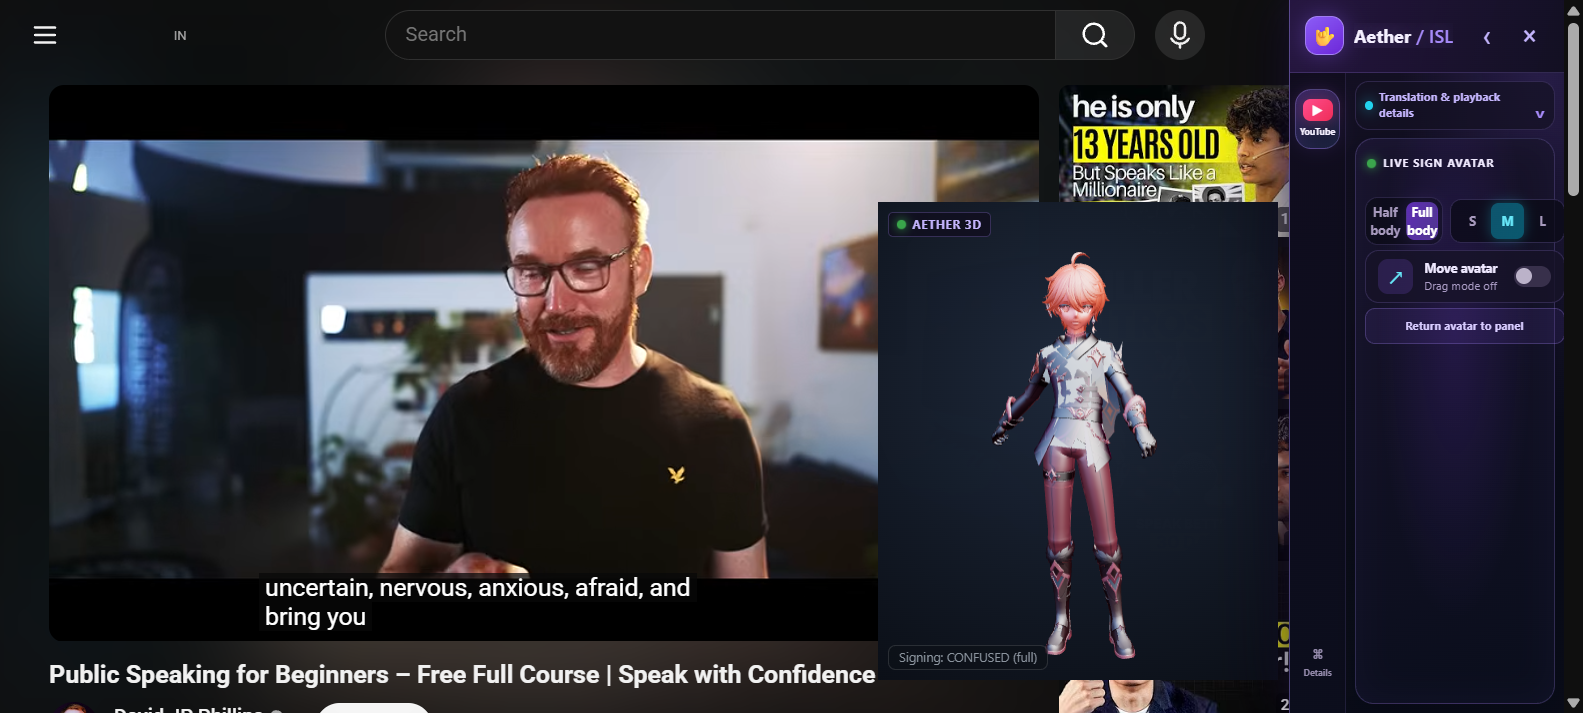 IN
Search
Aether / ISL
YouTube
Translation & playback
details
LIVE SIGN AVATAR
Half
body
Full
body
S
M
L
Move avatar
Drag mode off
Return avatar to panel
Details
he is only
13 YEARS OLD
But Speaks Like a
Millionaire
1
AETHER 3D
Signing: CONFUSED (full)
uncertain, nervous, anxious, afraid, and
bring you
Public Speaking for Beginners – Free Full Course | Speak with Confidence
2